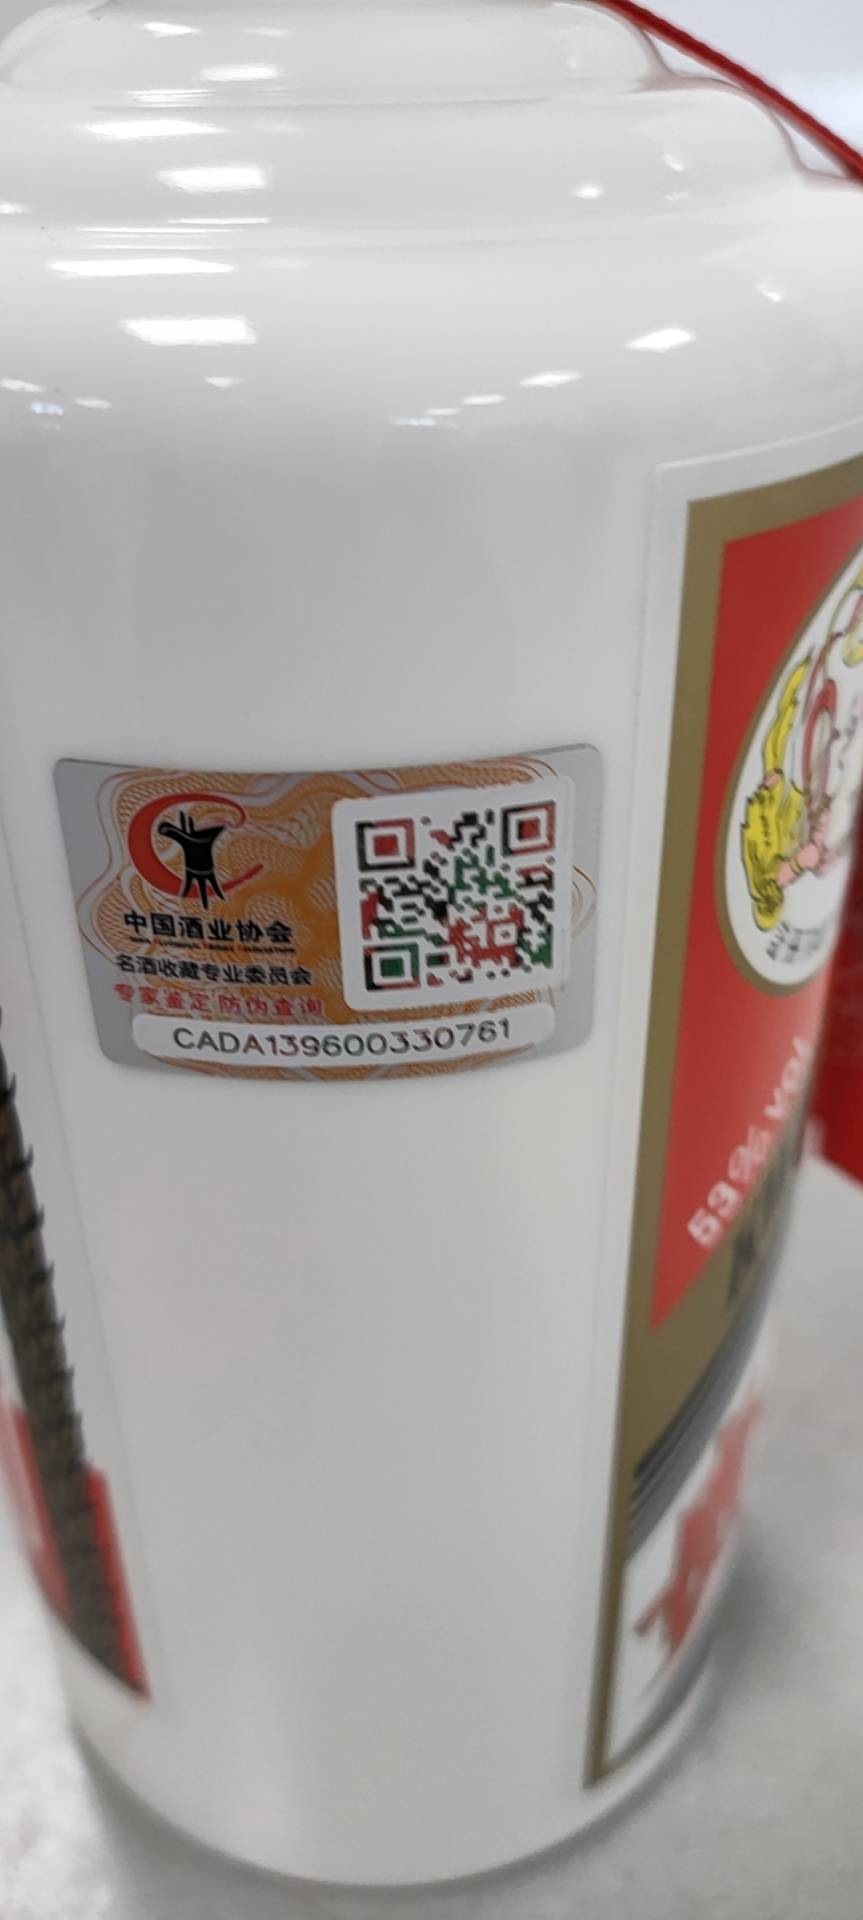 中国酒业协会
名酒收藏专业委员会
专家鉴定 防伪查询
CADA139600330761
53% vol